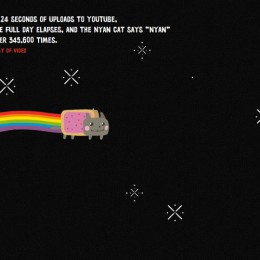 24 SECONDS OF UPLOADS TO YOUTUBE,
FULL DAY ELAPSES, AND THE NYAN CAT SAYS "NYAN"
345,600 TIMES.
OF VIDEO